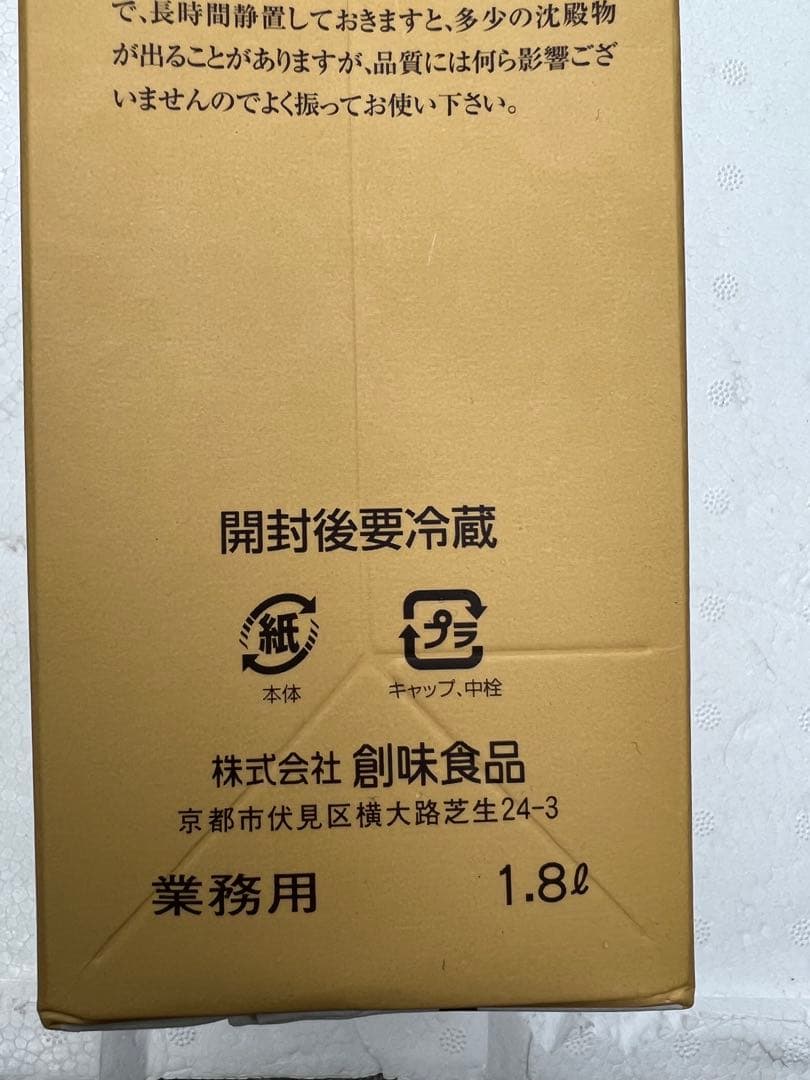 で、長時間静置しておきますと、多少の沈殿物
が出ることがありますが、品質には何ら影響ござ
いませんのでよく振ってお使い下さい。
開封後要冷蔵
紙 プラ
本体 キャップ、中栓
株式会社 創味食品
京都市伏見区横大路芝生24-3
業務用 1.8ℓ